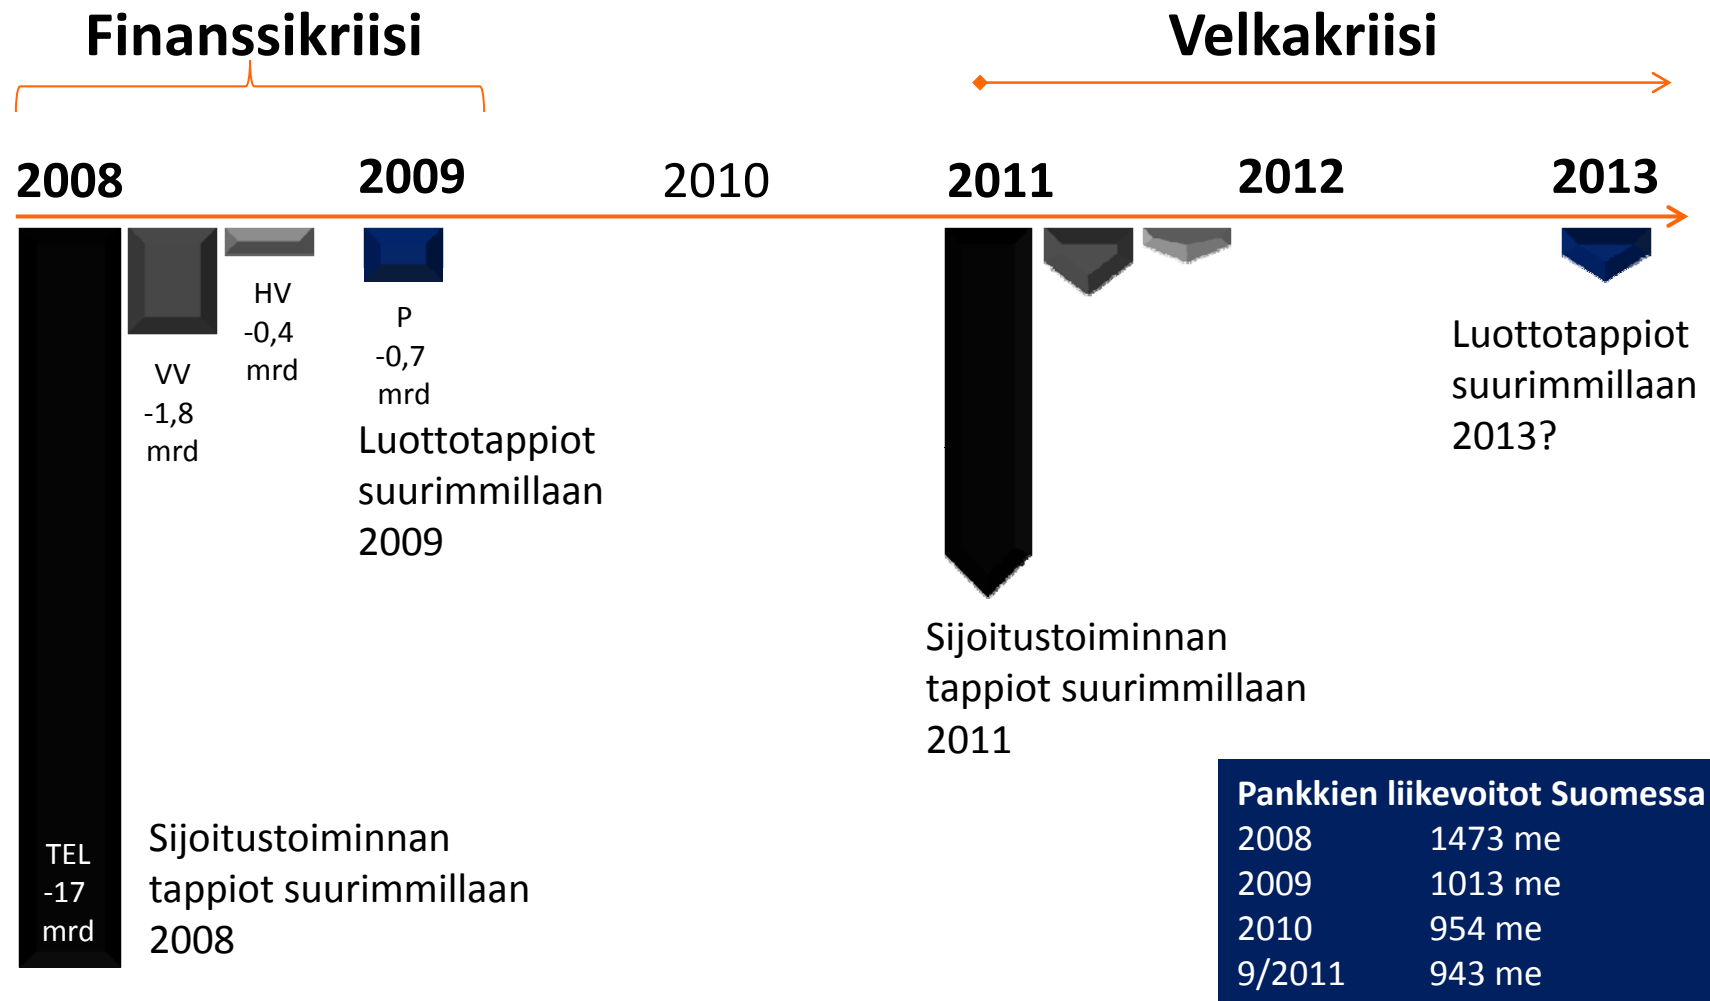 Finanssikriisi
Velkakriisi
2008
2009
2010
2011
2012
2013
HV
-0,4
mrd
P
-0,7
mrd
VV
-1,8
mrd
Luottotappiot
suurimmillaan
2009
Luottotappiot
suurimmillaan
2013?
Sijoitustoiminnan
tappiot suurimmillaan
2011
TEL
-17
mrd
Sijoitustoiminnan
tappiot suurimmillaan
2008
Pankkien liikevoitot Suomessa
2008 1473 me
2009 1013 me
2010 954 me
9/2011 943 me